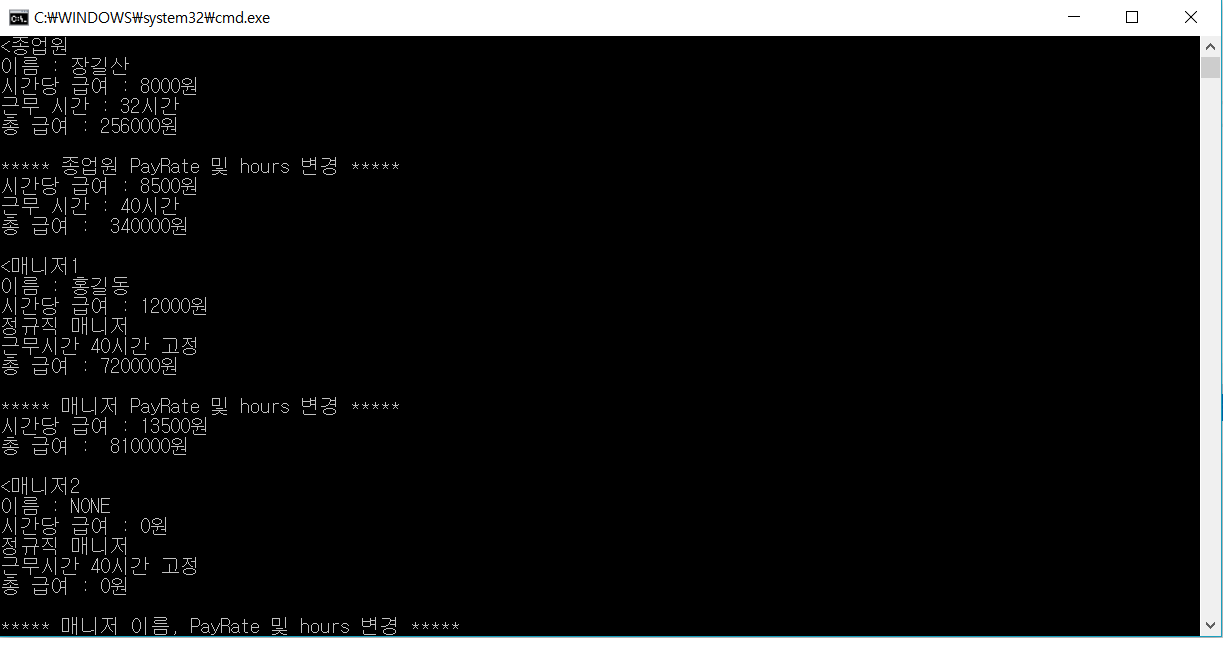 C:\WINDOWS\system32\cmd.exe
<종업원
이름 : 장길산
시간당 급여 : 8000원
근무 시간 : 32시간
총 급여 : 256000원
***** 종업원 PayRate 및 hours 변경 *****
시간당 급여 : 8500원
근무 시간 : 40시간
총 급여 :  340000원
<매니저1
이름 : 홍길동
시간당 급여 : 12000원
정규직 매니저
근무시간 40시간 고정
총 급여 : 720000원
***** 매니저 PayRate 및 hours 변경 *****
시간당 급여 : 13500원
총 급여 :  810000원
<매니저2
이름 : NONE
시간당 급여 : 0원
정규직 매니저
근무시간 40시간 고정
총 급여 : 0원
***** 매니저 이름, PayRate 및 hours 변경 *****